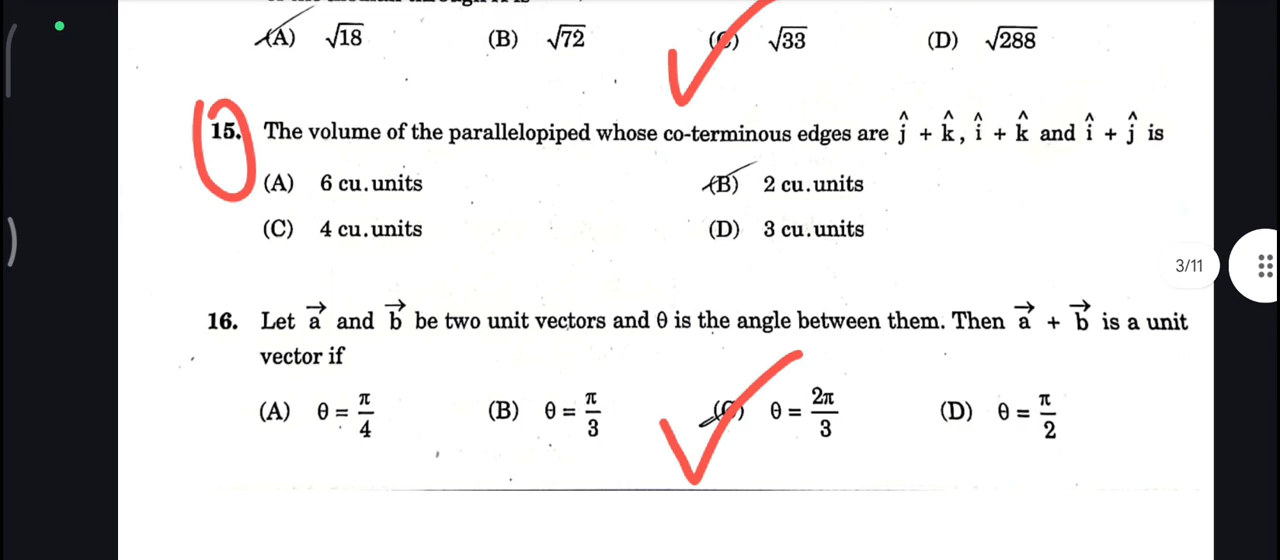 (A) √18 (B) √72 (C) √33 (D) √288
15. The volume of the parallelopiped whose co-terminous edges are ĵ + k̂, î + k̂ and î + ĵ is
(A) 6 cu.units (B) 2 cu.units
(C) 4 cu.units (D) 3 cu.units
3/11
16. Let a⃗ and b⃗ be two unit vectors and θ is the angle between them. Then a⃗ + b⃗ is a unit
vector if
(A) θ = π/4 (B) θ = π/3 (C) θ = 2π/3 (D) θ = π/2